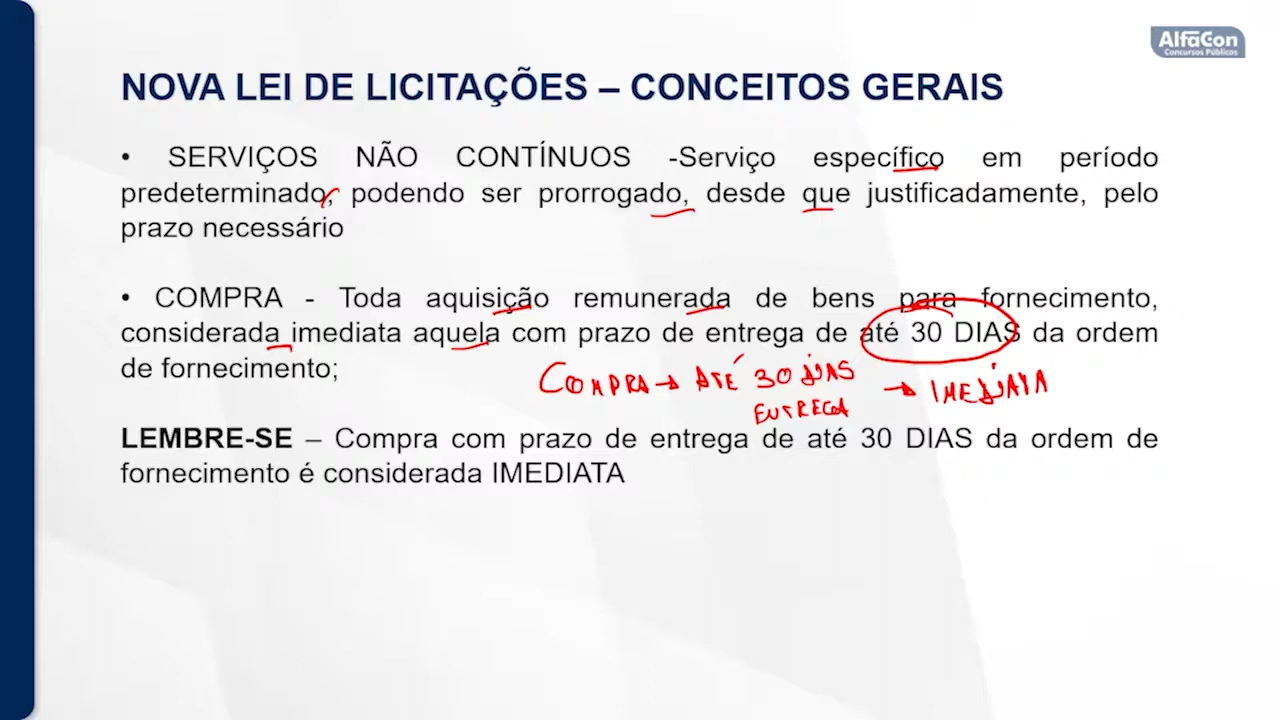 AlfaCon
Concursos Públicos
NOVA LEI DE LICITAÇÕES – CONCEITOS GERAIS
• SERVIÇOS NÃO CONTÍNUOS -Serviço específico em período
predeterminado, podendo ser prorrogado, desde que justificadamente, pelo
prazo necessário
• COMPRA - Toda aquisição remunerada de bens para fornecimento,
considerada imediata aquela com prazo de entrega de até 30 DIAS da ordem
de fornecimento;
COMPRA → ATÉ 30 DIAS → IMEDIATA
ENTREGA
LEMBRE-SE – Compra com prazo de entrega de até 30 DIAS da ordem de
fornecimento é considerada IMEDIATA